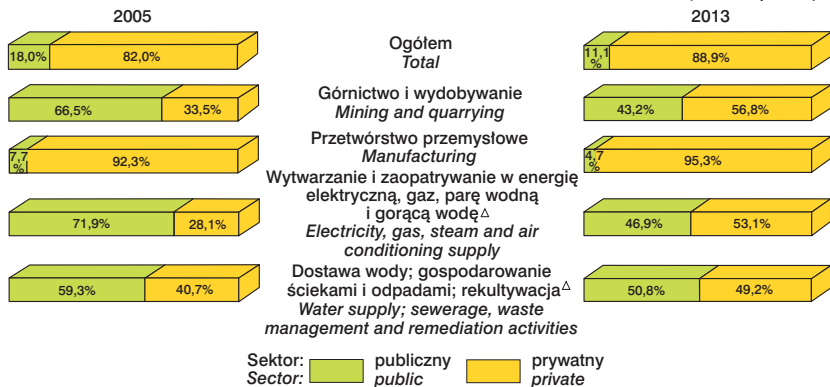 2005
2013
18,0%
82,0%
Ogółem
Total
11,1
%
88,9%
66,5%
33,5%
Górnictwo i wydobywanie
Mining and quarrying
43,2%
56,8%
7,7
%
92,3%
Przetwórstwo przemysłowe
Manufacturing
4,7
%
95,3%
71,9%
28,1%
Wytwarzanie i zaopatrywanie w energię
elektryczną, gaz, parę wodną
i gorącą wodę△
Electricity, gas, steam and air
conditioning supply
46,9%
53,1%
59,3%
40,7%
Dostawa wody; gospodarowanie
ściekami i odpadami; rekultywacja△
Water supply; sewerage, waste
management and remediation activities
50,8%
49,2%
Sektor: publiczny prywatny
Sector: public private